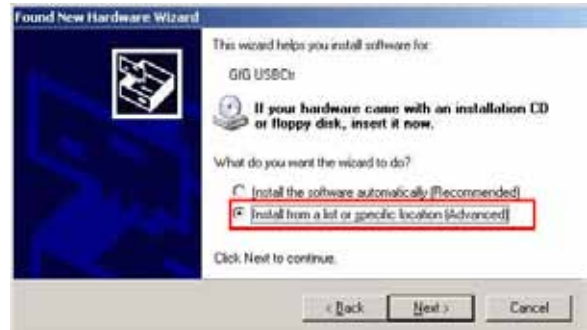 Found New Hardware Wizard
This wizard helps you install software for:
GfG USBCtr
If your hardware came with an installation CD
or floppy disk, insert it now.
What do you want the wizard to do?
Install the software automatically (Recommended)
Install from a list or specific location (Advanced)
Click Next to continue.
< Back
Next >
Cancel